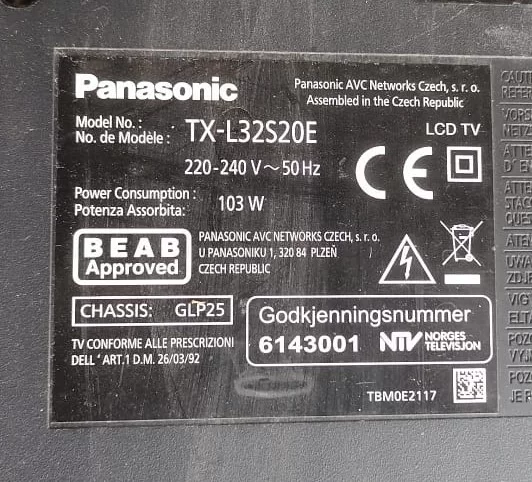 Panasonic
Panasonic AVC Networks Czech, s. r. o.
Assembled in the Czech Republic
Model No. :
No. de Modèle :
TX-L32S20E
LCD TV
220-240 V ~ 50 Hz
CE
Power Consumption :
Potenza Assorbita:
103 W
BEAB
Approved
PANASONIC AVC NETWORKS CZECH, s. r. o.
U PANASONIKU 1, 320 84 PLZEŇ
CZECH REPUBLIC
CHASSIS: GLP25
Godkjenningsnummer
6143001
NTV NORGES
TELEVISJON
TV CONFORME ALLE PRESCRIZIONI
DELL' ART.1 D.M. 26/03/92
TBM0E2117